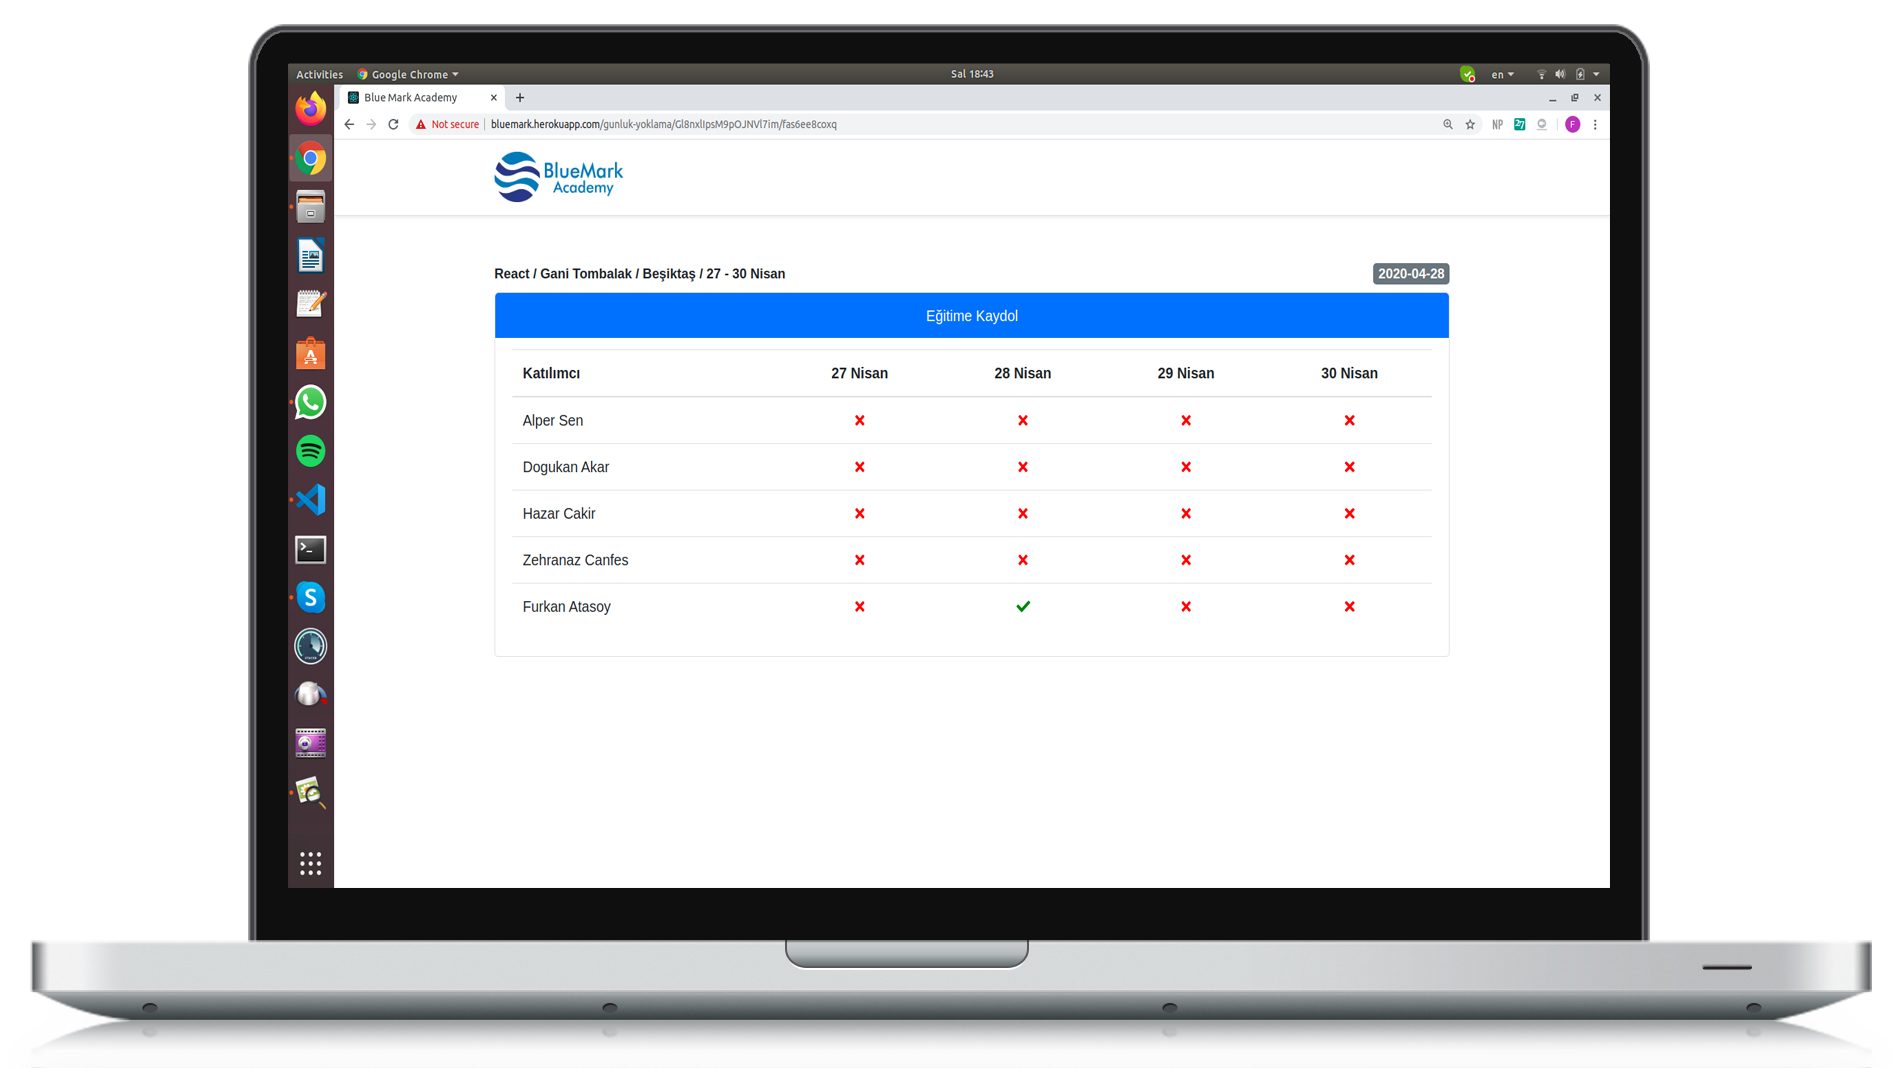 Activities Google Chrome Sal 18:43 en
Blue Mark Academy
Not secure bluemark.herokuapp.com/gunluk-yoklama/Gl8nxlIpsM9pOJNVl7im/fas6ee8coxq NP 27 F
BlueMark
Academy
React / Gani Tombalak / Beşiktaş / 27 - 30 Nisan 2020-04-28
Eğitime Kaydol
Katılımcı 27 Nisan 28 Nisan 29 Nisan 30 Nisan
Alper Sen
Dogukan Akar
Hazar Cakir
Zehranaz Canfes
Furkan Atasoy